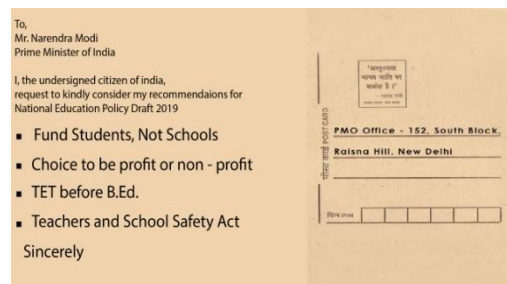 To,
Mr. Narendra Modi
Prime Minister of India
I, the undersigned citizen of india,
request to kindly consider my recommendaions for
National Education Policy Draft 2019
▪ Fund Students, Not Schools
▪ Choice to be profit or non - profit
▪ TET before B.Ed.
▪ Teachers and School Safety Act
Sincerely
पोस्ट कार्ड POST CARD
PMO Office - 152, South Block,
Raisna Hill, New Delhi